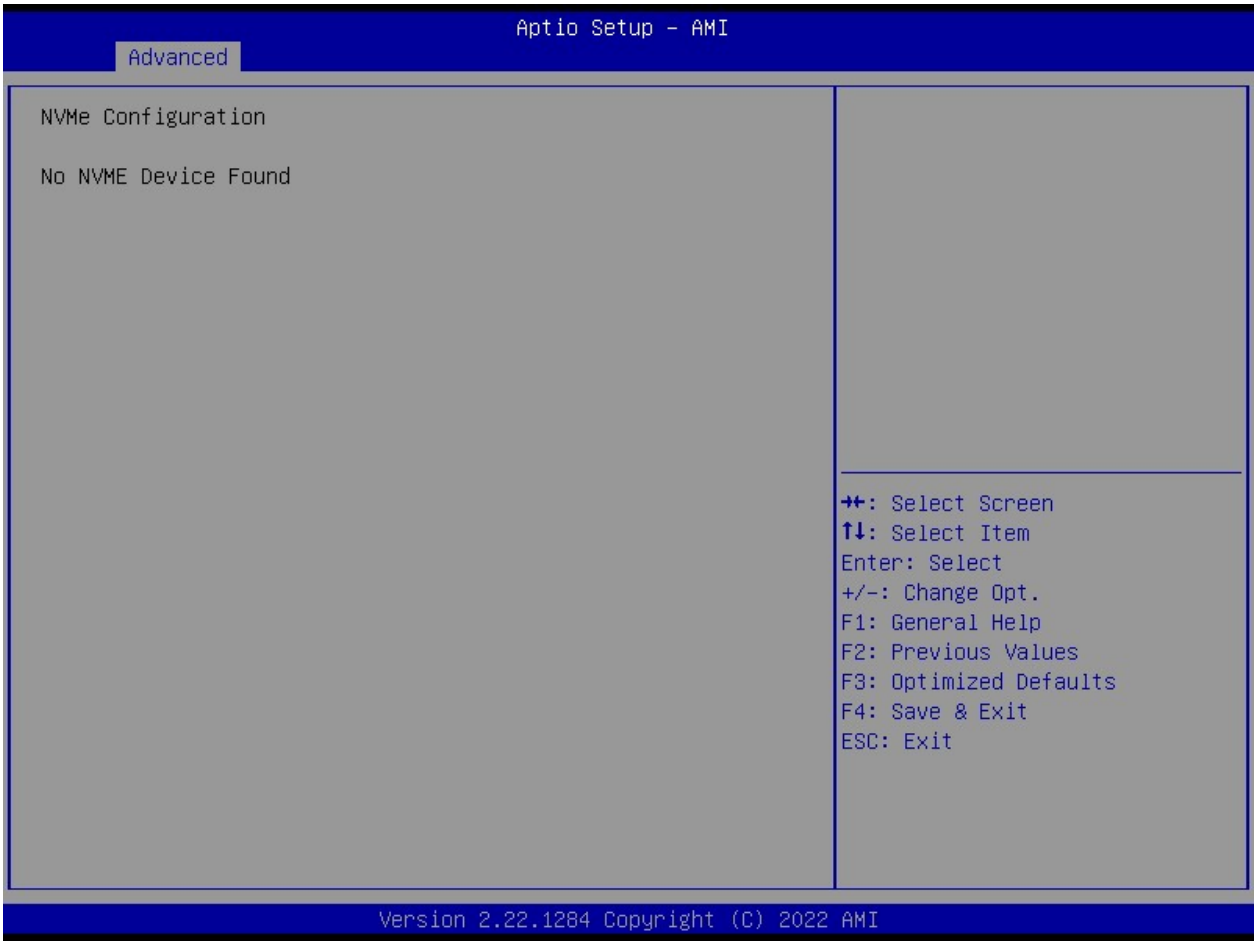 Aptio Setup – AMI
Advanced
NVMe Configuration
No NVME Device Found
→←: Select Screen
↑↓: Select Item
Enter: Select
+/-: Change Opt.
F1: General Help
F2: Previous Values
F3: Optimized Defaults
F4: Save & Exit
ESC: Exit
Version 2.22.1284 Copyright (C) 2022 AMI